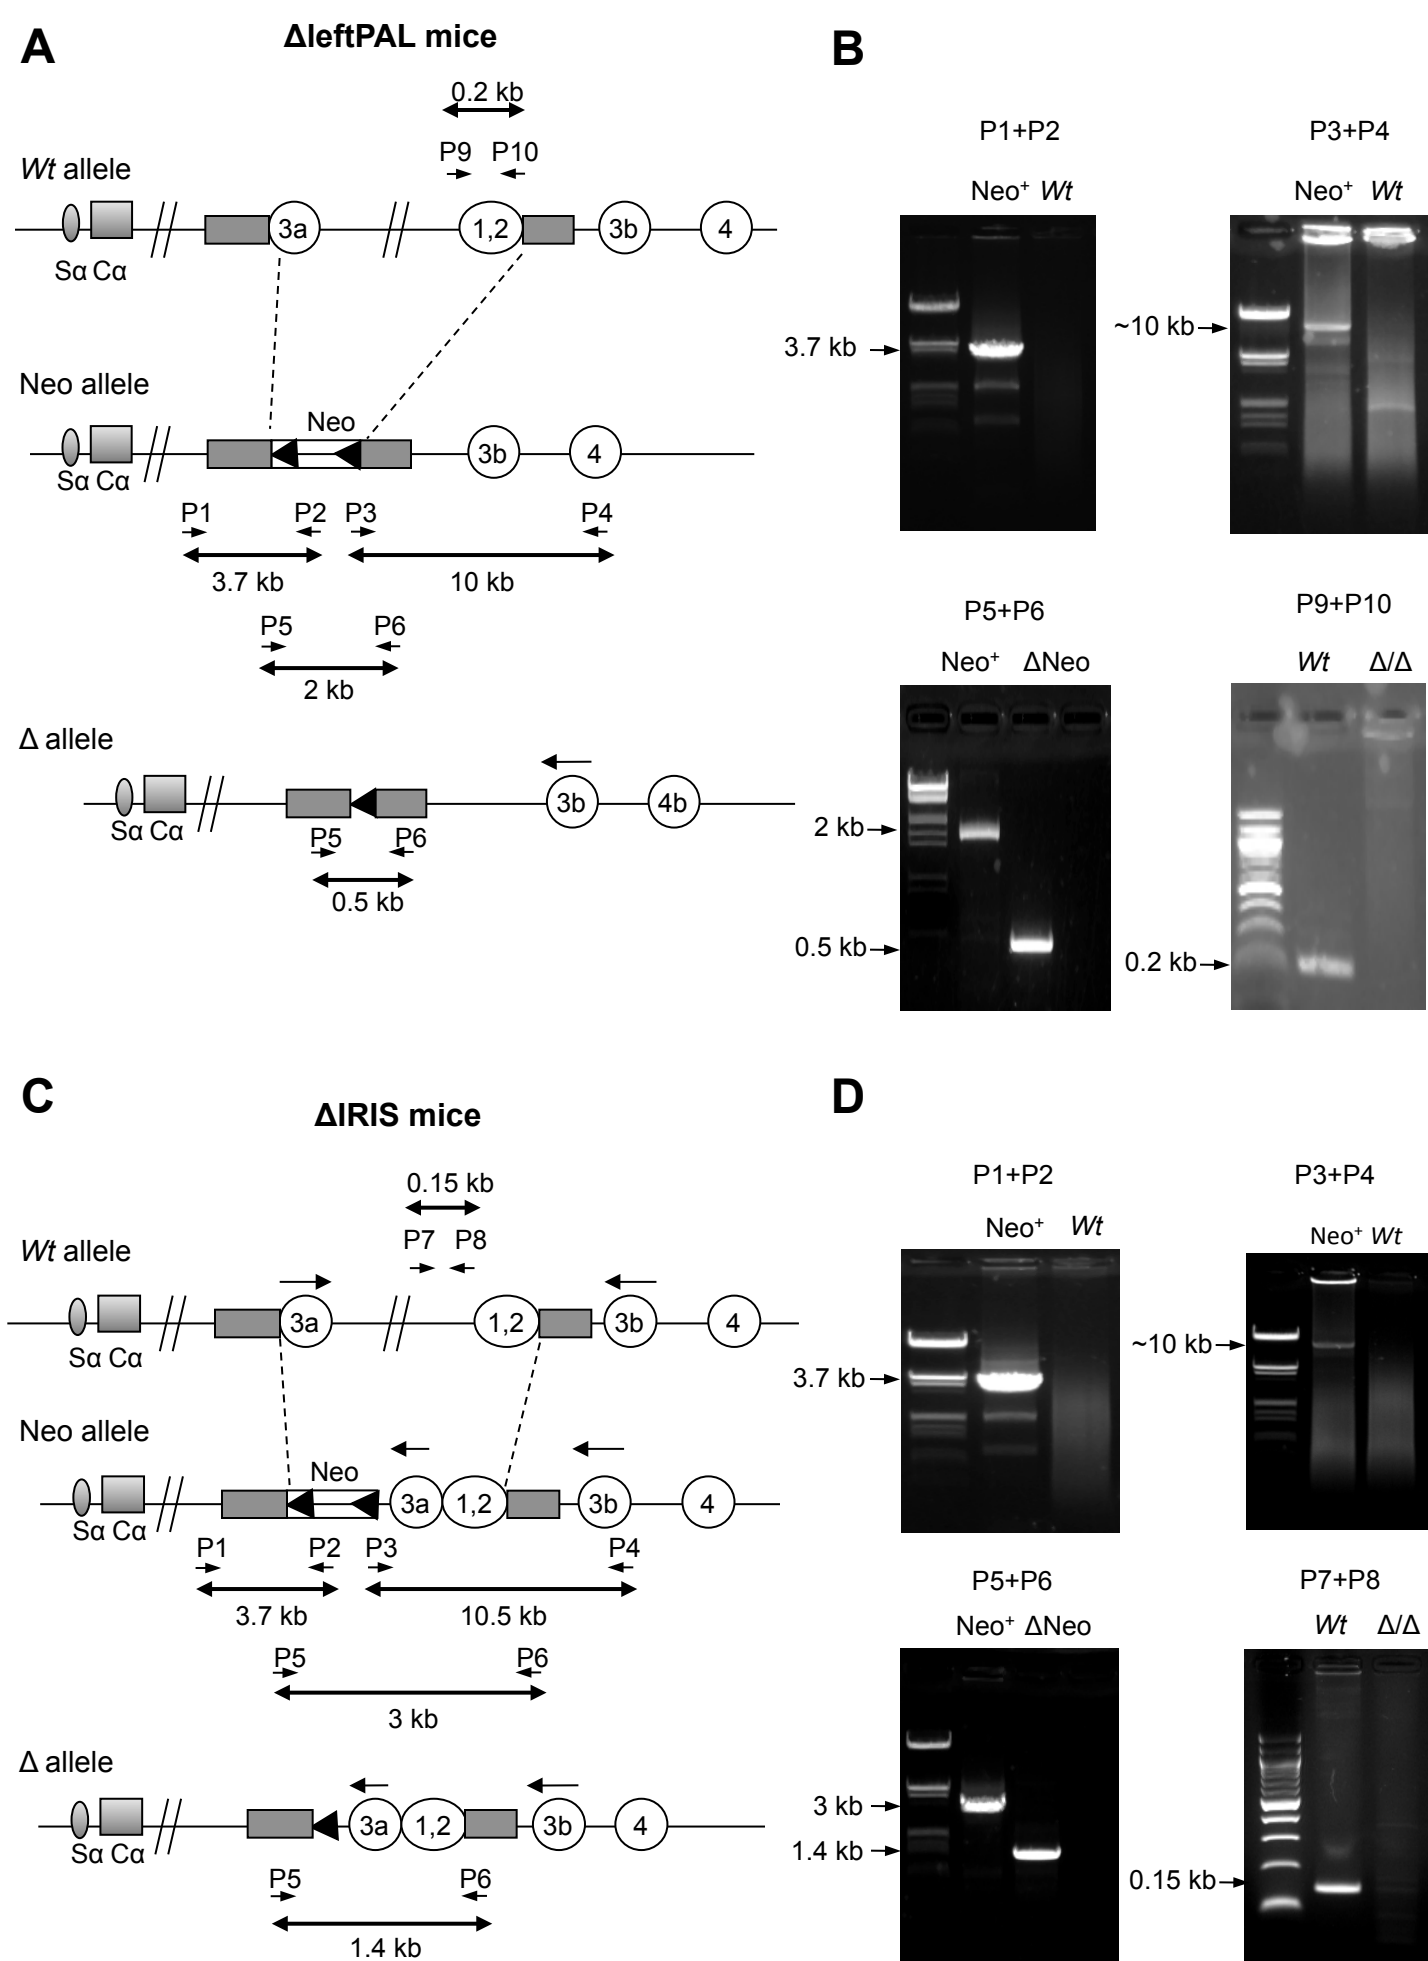 A
ΔleftPAL mice
0.2 kb
P9 P10
Wt allele
3a 1,2 3b 4
Sα Cα
Neo allele
Neo
3b 4
Sα Cα
P1 P2 P3 P4
3.7 kb 10 kb
P5 P6
2 kb
Δ allele
3b 4b
Sα Cα
P5 P6
0.5 kb
B
P1+P2
Neo⁺ Wt
3.7 kb
P3+P4
Neo⁺ Wt
~10 kb
P5+P6
Neo⁺ ΔNeo
2 kb
0.5 kb
P9+P10
Wt Δ/Δ
0.2 kb
C
ΔIRIS mice
0.15 kb
P7 P8
Wt allele
3a 1,2 3b 4
Sα Cα
Neo allele
Neo
3a 1,2 3b 4
Sα Cα
P1 P2 P3 P4
3.7 kb 10.5 kb
P5 P6
3 kb
Δ allele
3a 1,2 3b 4
Sα Cα
P5 P6
1.4 kb
D
P1+P2
Neo⁺ Wt
3.7 kb
P3+P4
Neo⁺ Wt
~10 kb
P5+P6
Neo⁺ ΔNeo
3 kb
1.4 kb
P7+P8
Wt Δ/Δ
0.15 kb